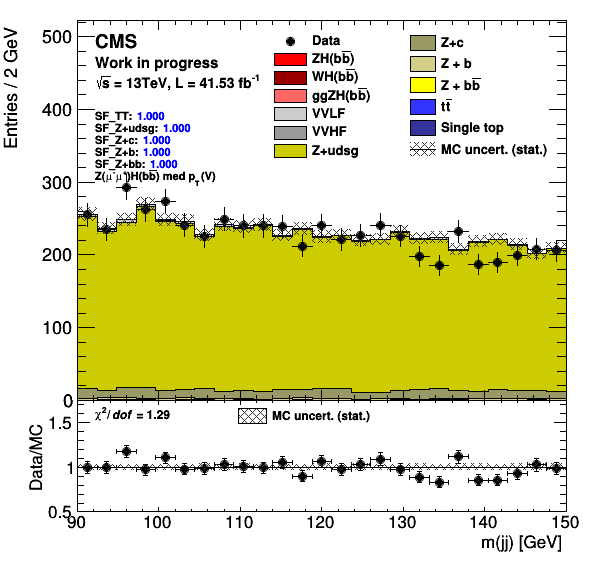 CMS
Work in progress
√s = 13TeV, L = 41.53 fb⁻¹
SF_TT: 1.000
SF_Z+udsg: 1.000
SF_Z+c: 1.000
SF_Z+b: 1.000
SF_Z+bb: 1.000
Z(μ⁻μ⁺)H(bb̅) med p_T(V)
Data
ZH(bb̅)
WH(bb̅)
ggZH(bb̅)
VVLF
VVHF
Z+udsg
Z+c
Z + b
Z + bb̅
tt̅
Single top
MC uncert. (stat.)
Entries / 2 GeV
500
400
300
200
100
0
χ²/ dof = 1.29
MC uncert. (stat.)
Data/MC
1.5
1
0.5
90 100 110 120 130 140 150
m(jj) [GeV]